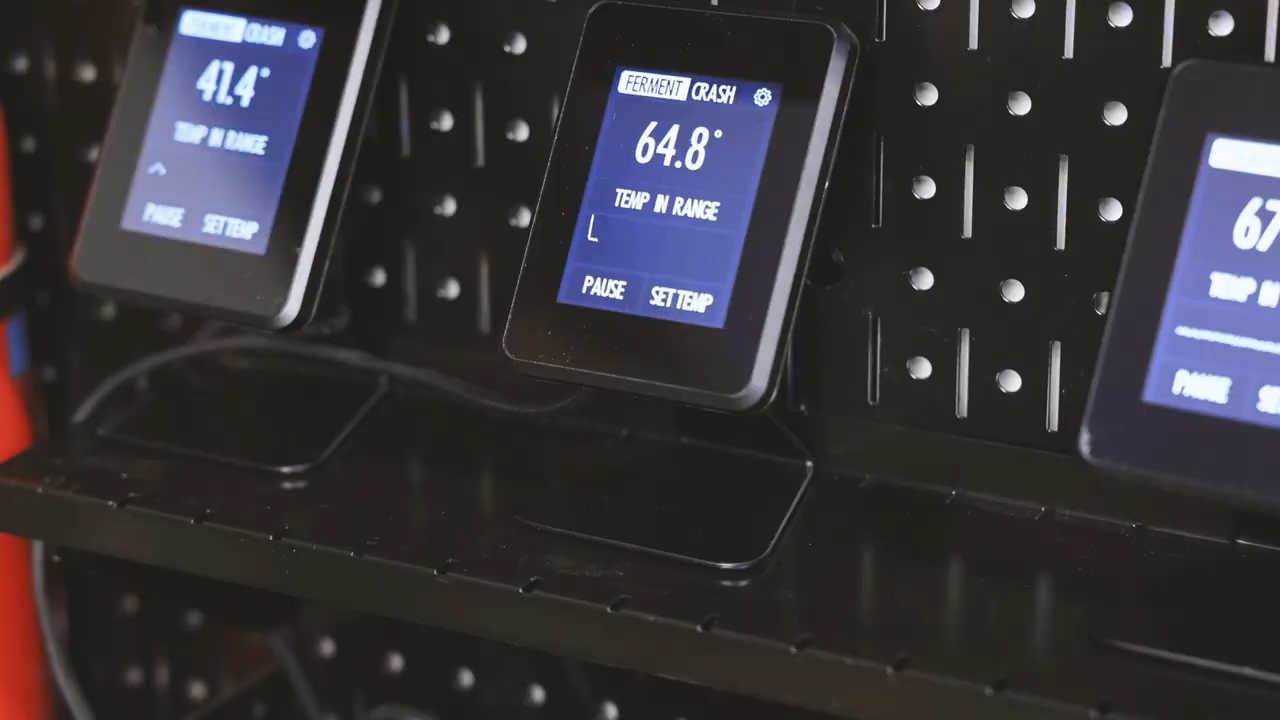 FERMENT CRASH
41.4°
TEMP IN RANGE
PAUSE SET TEMP
FERMENT CRASH
64.8°
TEMP IN RANGE
PAUSE SET TEMP
67
TEMP
PAUSE